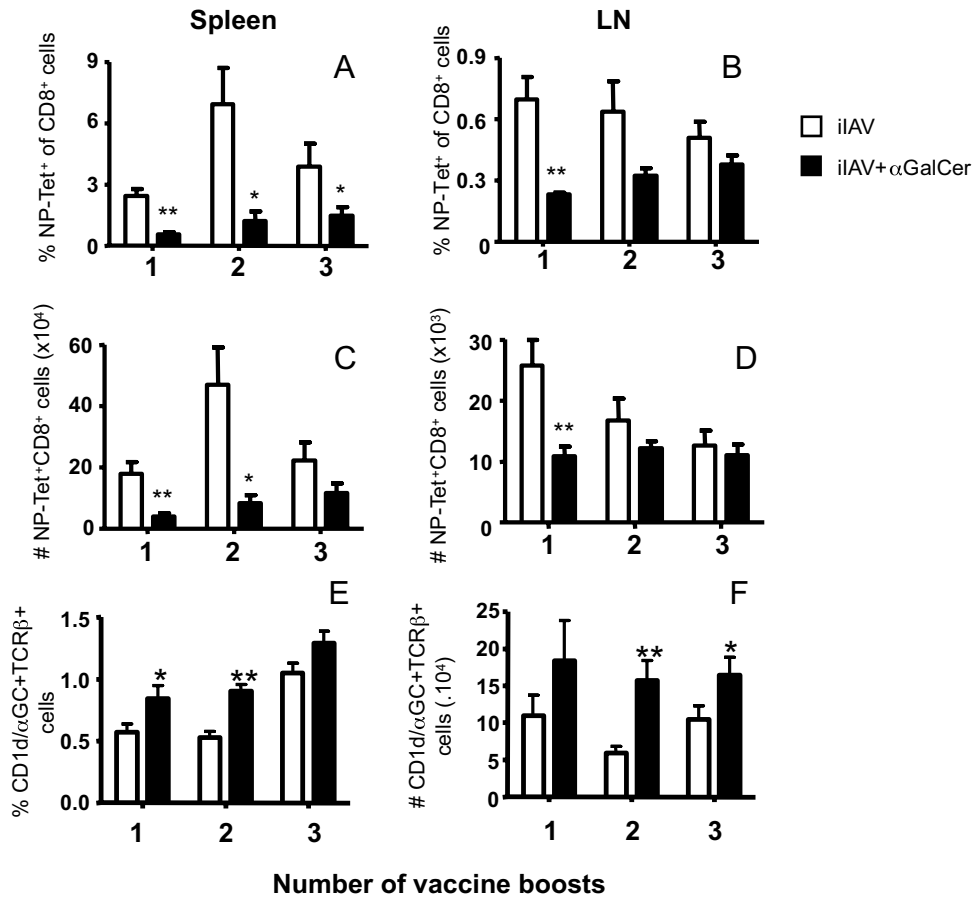 Spleen
LN
% NP-Tet⁺ of CD8⁺ cells
9
6
3
0
A
**
*
*
1 2 3
% NP-Tet⁺ of CD8⁺ cells
0.9
0.6
0.3
0
B
**
1 2 3
iIAV
iIAV+αGalCer
# NP-Tet⁺CD8⁺ cells (x10⁴)
60
40
20
0
C
**
*
1 2 3
# NP-Tet⁺CD8⁺ cells (x10³)
30
20
10
0
D
**
1 2 3
% CD1d/αGC+TCRβ+
cells
1.5
1.0
0.5
0.0
E
*
**
1 2 3
# CD1d/αGC+TCRβ+
cells (.10⁴)
25
20
15
10
5
0
F
**
*
1 2 3
Number of vaccine boosts